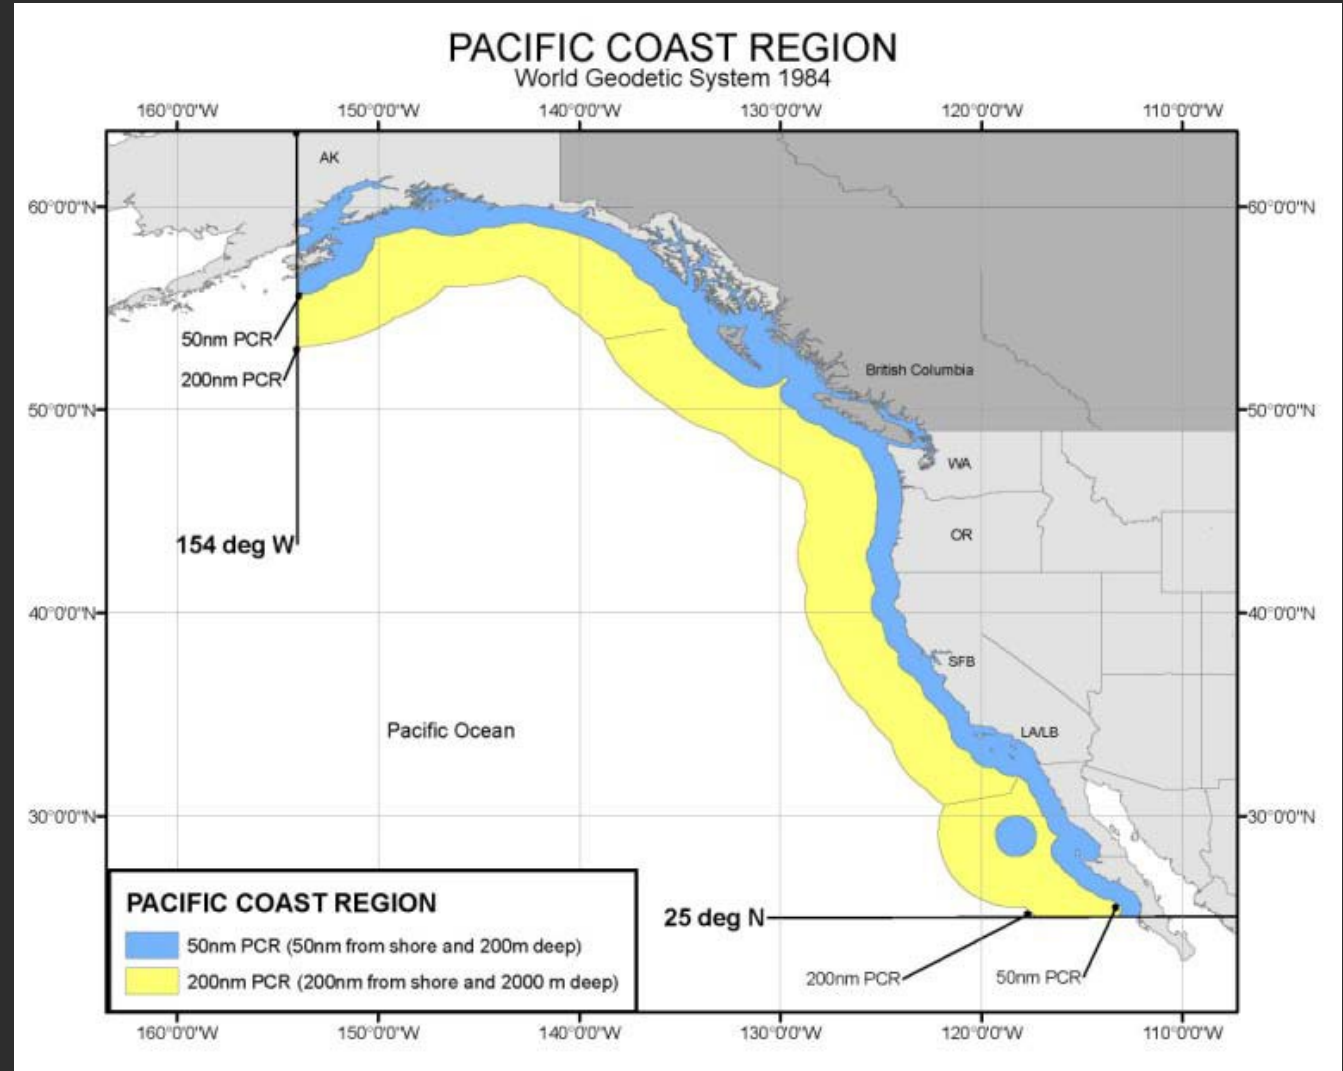 PACIFIC COAST REGION
World Geodetic System 1984
160°0'0"W 150°0'0"W 140°0'0"W 130°0'0"W 120°0'0"W 110°0'0"W
AK
60°0'0"N 60°0'0"N
50nm PCR
200nm PCR
British Columbia
50°0'0"N 50°0'0"N
WA
OR
154 deg W
40°0'0"N 40°0'0"N
SFB
Pacific Ocean
LA/LB
30°0'0"N 30°0'0"N
PACIFIC COAST REGION
50nm PCR (50nm from shore and 200m deep)
200nm PCR (200nm from shore and 2000 m deep)
25 deg N
200nm PCR
50nm PCR
160°0'0"W 150°0'0"W 140°0'0"W 130°0'0"W 120°0'0"W 110°0'0"W